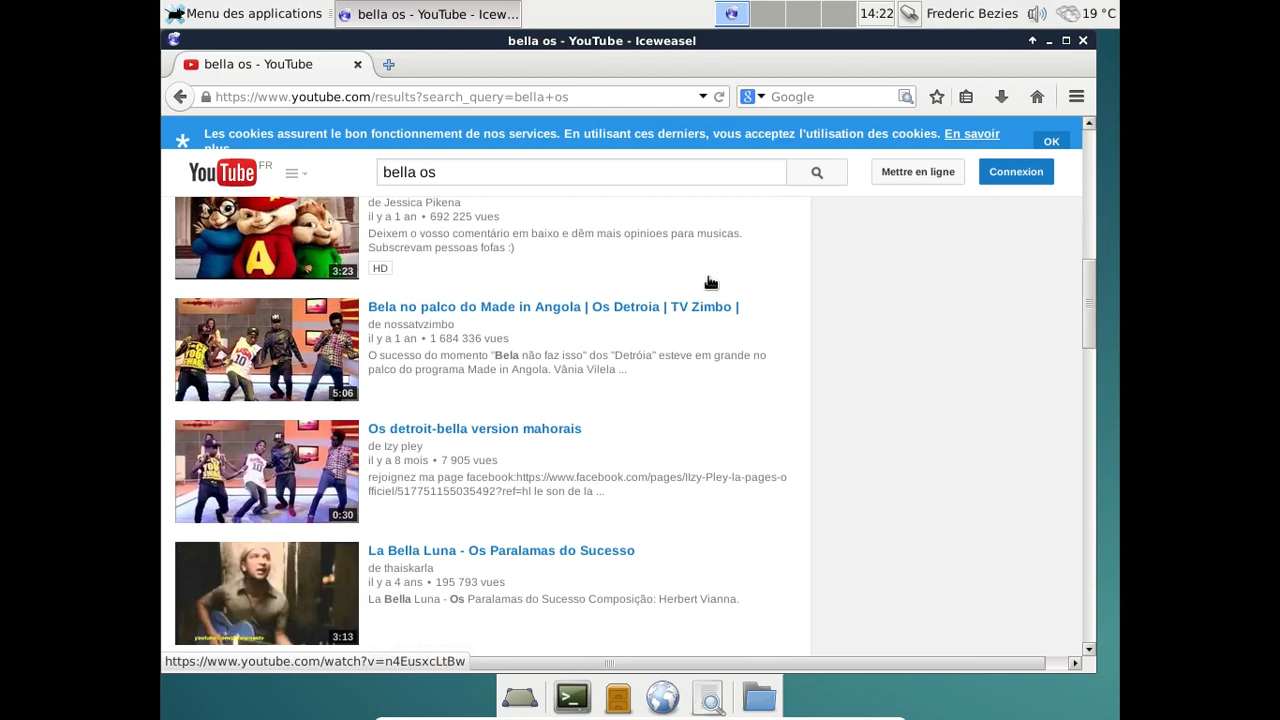 Menu des applications
bella os - YouTube - Icew...
14:22
Frederic Bezies
19 °C
bella os - YouTube - Iceweasel
bella os - YouTube
https://www.youtube.com/results?search_query=bella+os
Google
Les cookies assurent le bon fonctionnement de nos services. En utilisant ces derniers, vous acceptez l'utilisation des cookies. En savoir
plus
OK
YouTube FR
bella os
Mettre en ligne
Connexion
de Jessica Pikena
il y a 1 an • 692 225 vues
Deixem o vosso comentário em baixo e dêm mais opinioes para musicas.
Subscrevam pessoas fofas :)
HD
A
3:23
Bela no palco do Made in Angola | Os Detroia | TV Zimbo |
de nossatvzimbo
il y a 1 an • 1 684 336 vues
O sucesso do momento "Bela não faz isso" dos "Detróia" esteve em grande no
palco do programa Made in Angola. Vânia Vilela ...
10
5:06
Os detroit-bella version mahorais
de Izy pley
il y a 8 mois • 7 905 vues
rejoignez ma page facebook:https://www.facebook.com/pages/Ilzy-Pley-la-pages-o
fficiel/517751155035492?ref=hl le son de la ...
10
0:30
La Bella Luna - Os Paralamas do Sucesso
de thaiskarla
il y a 4 ans • 195 793 vues
La Bella Luna - Os Paralamas do Sucesso Composição: Herbert Vianna.
3:13
https://www.youtube.com/watch?v=n4EusxcLtBw